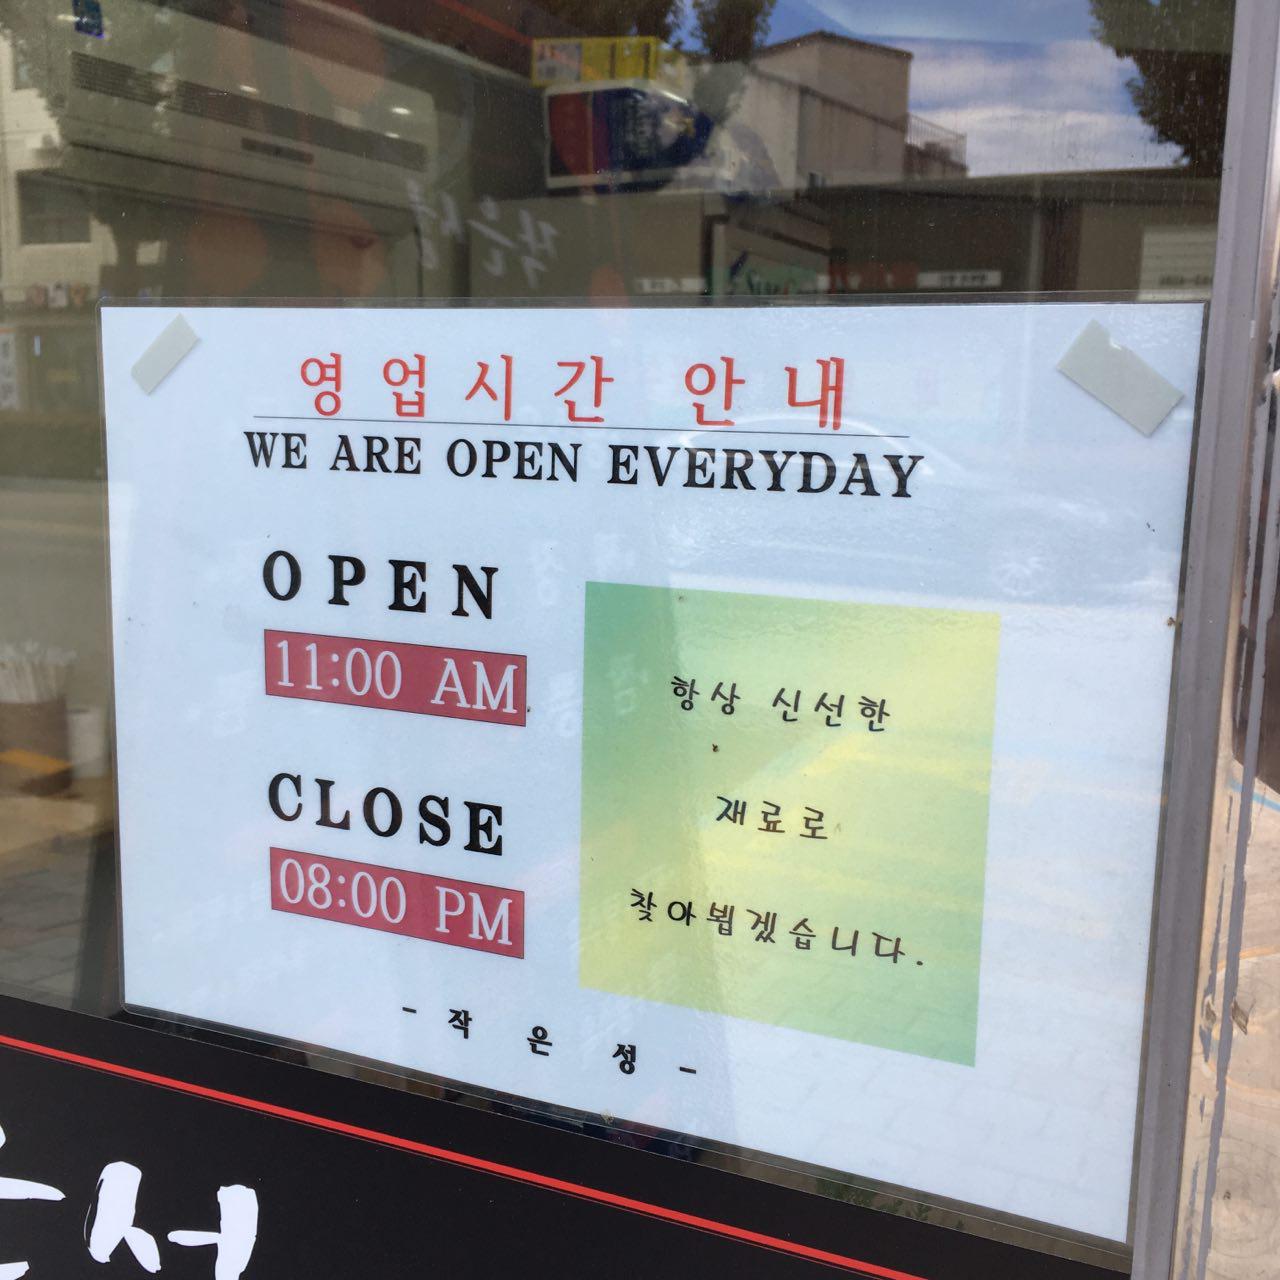 영업시간 안내
WE ARE OPEN EVERYDAY
OPEN
11:00 AM
CLOSE
08:00 PM
항상 신선한
재료로
찾아뵙겠습니다.
- 작은성 -